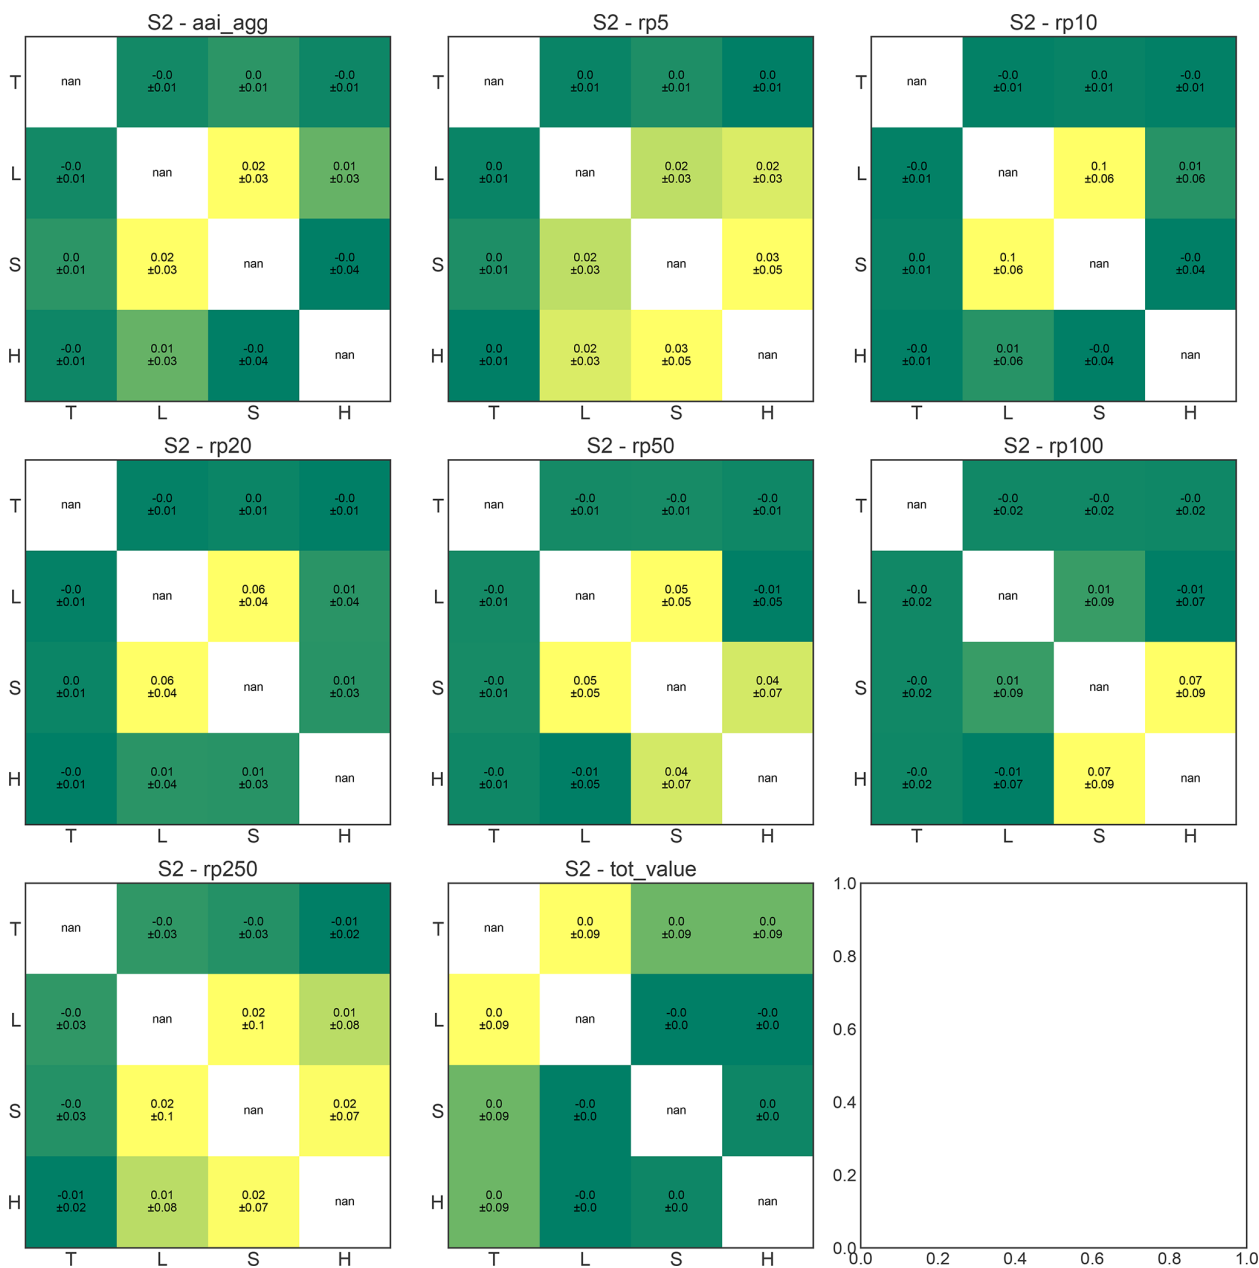 S2 - aai_agg
T
nan
-0.0
±0.01
0.0
±0.01
-0.0
±0.01
L
-0.0
±0.01
nan
0.02
±0.03
0.01
±0.03
S
0.0
±0.01
0.02
±0.03
nan
-0.0
±0.04
H
-0.0
±0.01
0.01
±0.03
-0.0
±0.04
nan
T L S H
S2 - rp5
T
nan
0.0
±0.01
0.0
±0.01
0.0
±0.01
L
0.0
±0.01
nan
0.02
±0.03
0.02
±0.03
S
0.0
±0.01
0.02
±0.03
nan
0.03
±0.05
H
0.0
±0.01
0.02
±0.03
0.03
±0.05
nan
T L S H
S2 - rp10
T
nan
-0.0
±0.01
0.0
±0.01
-0.0
±0.01
L
-0.0
±0.01
nan
0.1
±0.06
0.01
±0.06
S
0.0
±0.01
0.1
±0.06
nan
-0.0
±0.04
H
-0.0
±0.01
0.01
±0.06
-0.0
±0.04
nan
T L S H
S2 - rp20
T
nan
-0.0
±0.01
0.0
±0.01
-0.0
±0.01
L
-0.0
±0.01
nan
0.06
±0.04
0.01
±0.04
S
0.0
±0.01
0.06
±0.04
nan
0.01
±0.03
H
-0.0
±0.01
0.01
±0.04
0.01
±0.03
nan
T L S H
S2 - rp50
T
nan
-0.0
±0.01
-0.0
±0.01
-0.0
±0.01
L
-0.0
±0.01
nan
0.05
±0.05
-0.01
±0.05
S
-0.0
±0.01
0.05
±0.05
nan
0.04
±0.07
H
-0.0
±0.01
-0.01
±0.05
0.04
±0.07
nan
T L S H
S2 - rp100
T
nan
-0.0
±0.02
-0.0
±0.02
-0.0
±0.02
L
-0.0
±0.02
nan
0.01
±0.09
-0.01
±0.07
S
-0.0
±0.02
0.01
±0.09
nan
0.07
±0.09
H
-0.0
±0.02
-0.01
±0.07
0.07
±0.09
nan
T L S H
S2 - rp250
T
nan
-0.0
±0.03
-0.0
±0.03
-0.01
±0.02
L
-0.0
±0.03
nan
0.02
±0.1
0.01
±0.08
S
-0.0
±0.03
0.02
±0.1
nan
0.02
±0.07
H
-0.01
±0.02
0.01
±0.08
0.02
±0.07
nan
T L S H
S2 - tot_value
T
nan
0.0
±0.09
0.0
±0.09
0.0
±0.09
L
0.0
±0.09
nan
-0.0
±0.0
-0.0
±0.0
S
0.0
±0.09
-0.0
±0.0
nan
0.0
±0.0
H
0.0
±0.09
-0.0
±0.0
0.0
±0.0
nan
T L S H
1.0
0.8
0.6
0.4
0.2
0.0
0.0 0.2 0.4 0.6 0.8 1.0